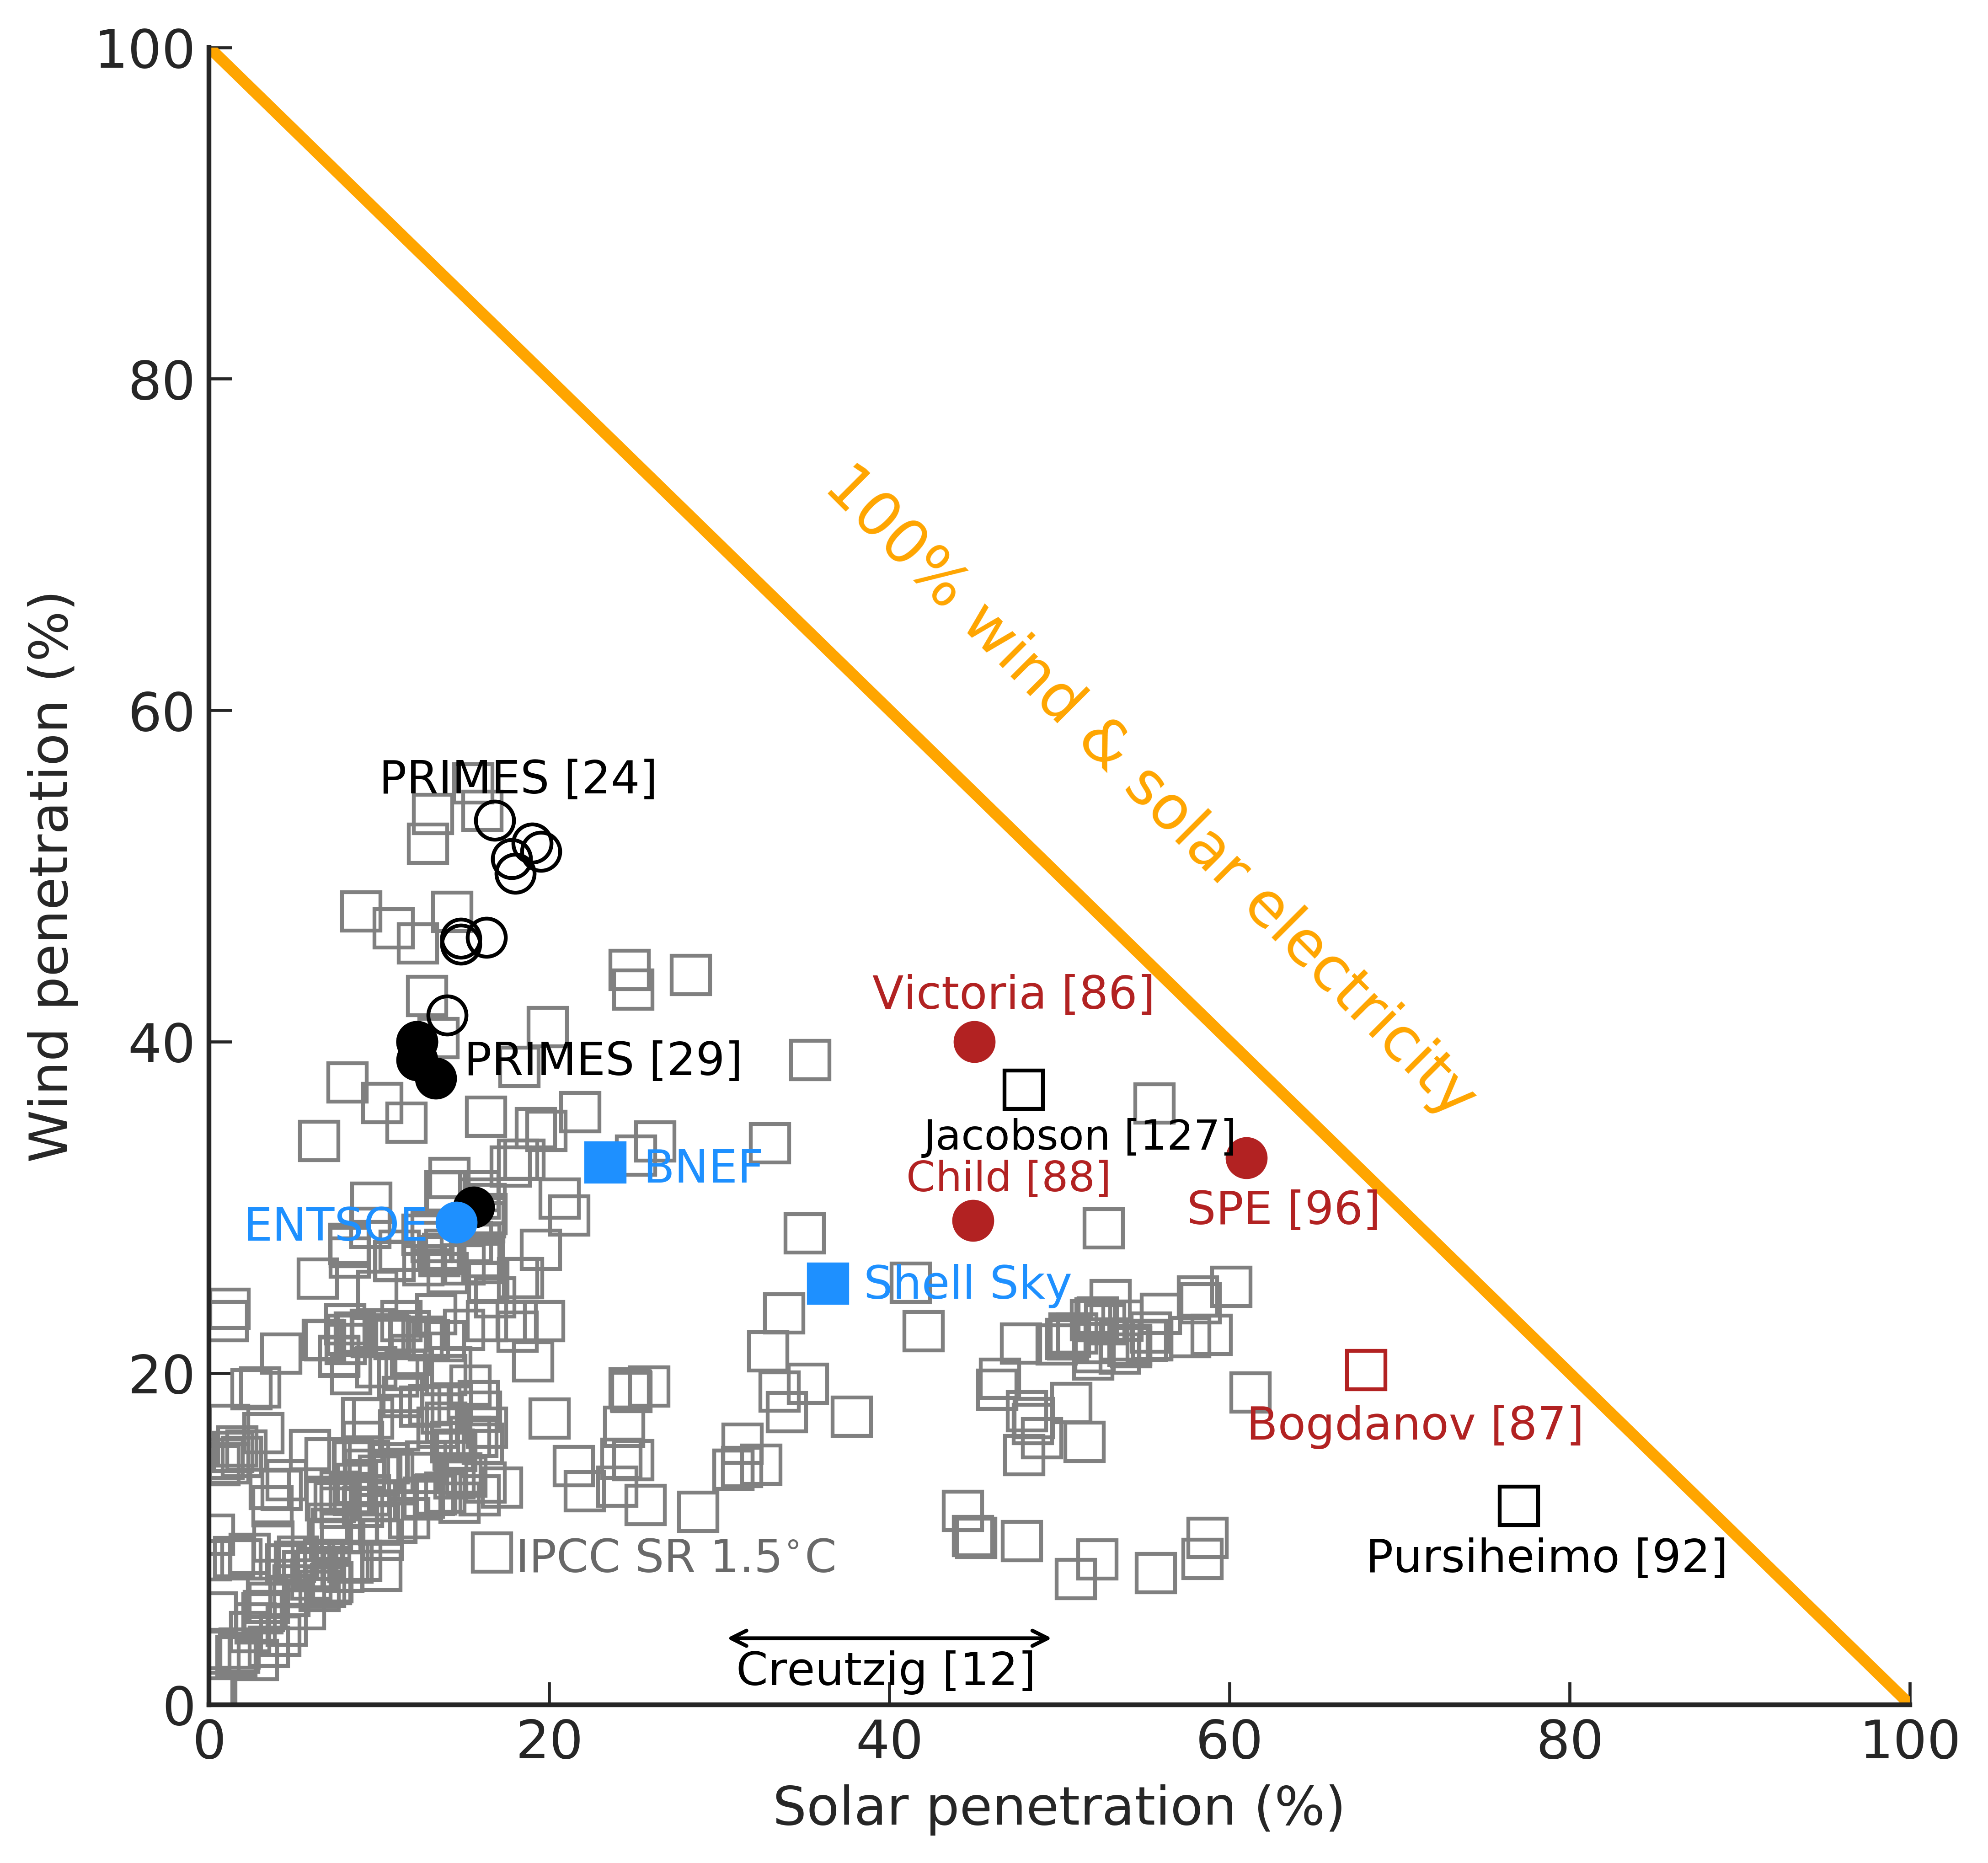 100
80
60
40
20
0
0
20
40
60
80
100
Wind penetration (%)
Solar penetration (%)
100% wind & solar electricity
PRIMES [24]
Victoria [86]
PRIMES [29]
Jacobson [127]
BNEF
Child [88]
SPE [96]
ENTSOE
Shell Sky
Bogdanov [87]
IPCC SR 1.5°C
Pursiheimo [92]
Creutzig [12]